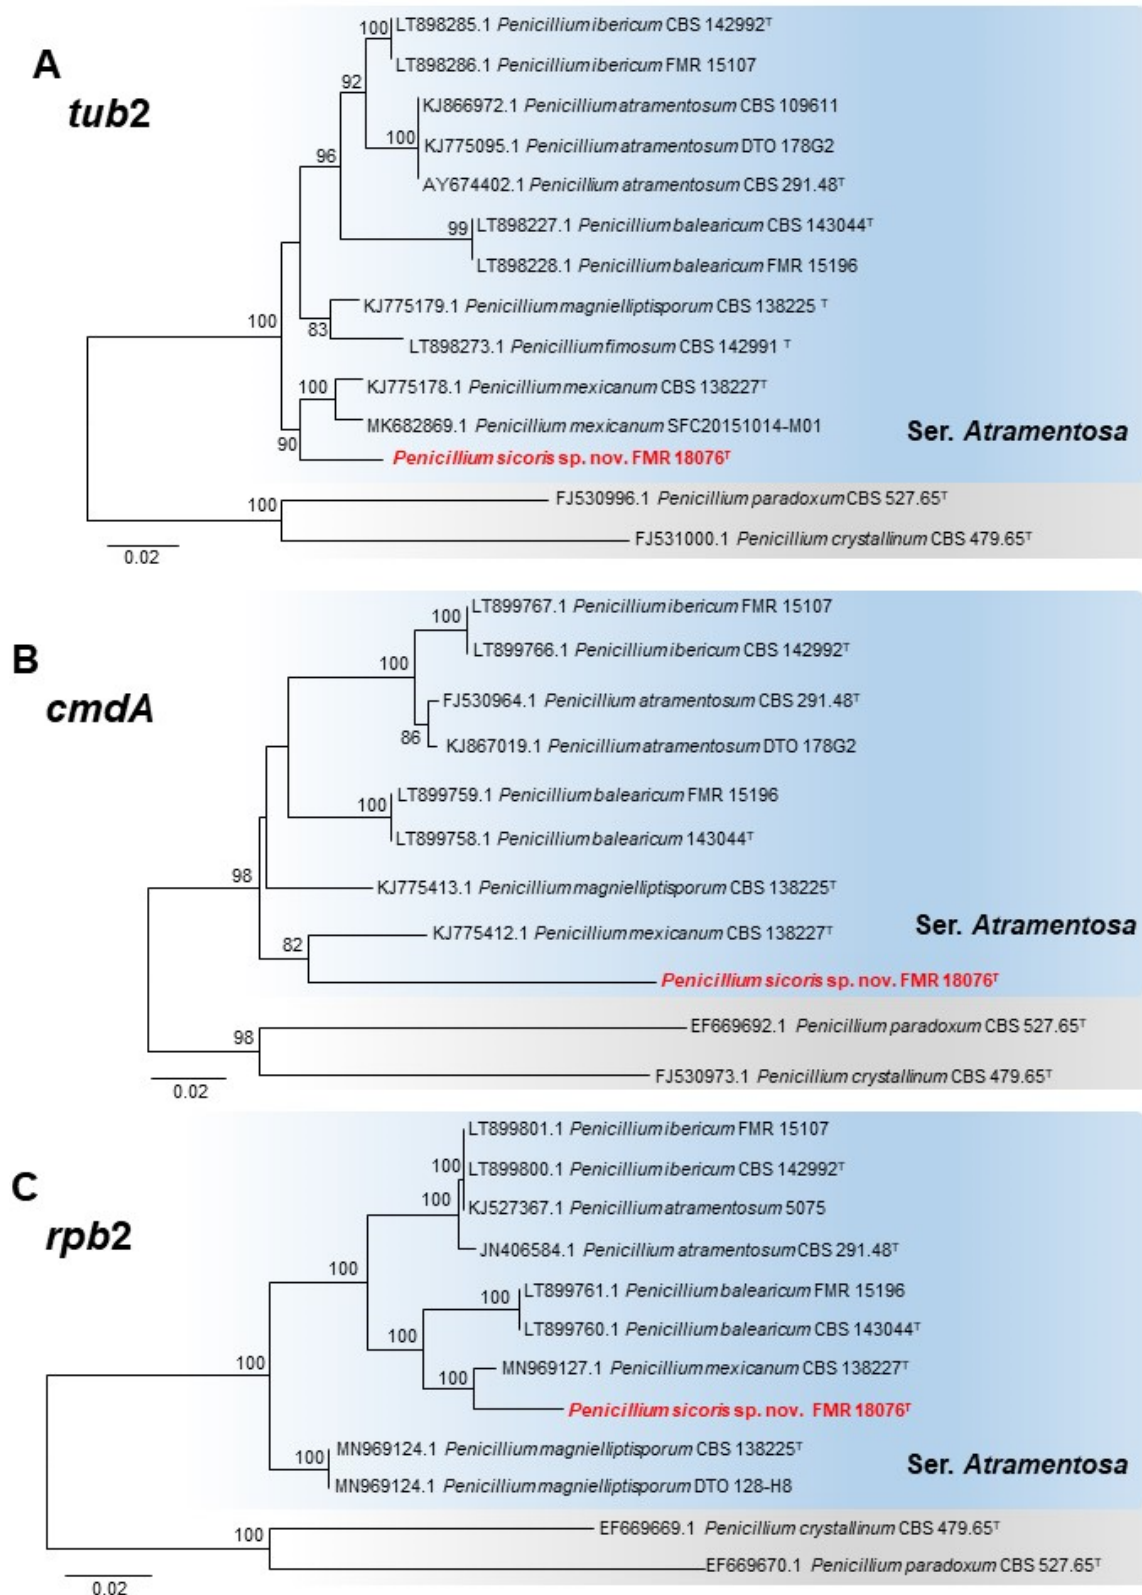 A
tub2
100 LT898285.1 Penicillium ibericum CBS 142992ᵀ
LT898286.1 Penicillium ibericum FMR 15107
92
KJ866972.1 Penicillium atramentosum CBS 109611
100 KJ775095.1 Penicillium atramentosum DTO 178G2
96
AY674402.1 Penicillium atramentosum CBS 291.48ᵀ
99 LT898227.1 Penicillium balearicum CBS 143044ᵀ
LT898228.1 Penicillium balearicum FMR 15196
KJ775179.1 Penicillium magnielliptisporum CBS 138225 ᵀ
100
83
LT898273.1 Penicillium fimosum CBS 142991 ᵀ
100 KJ775178.1 Penicillium mexicanum CBS 138227ᵀ
MK682869.1 Penicillium mexicanum SFC20151014-M01
Ser. Atramentosa
90
Penicillium sicoris sp. nov. FMR 18076ᵀ
100 FJ530996.1 Penicillium paradoxum CBS 527.65ᵀ
FJ531000.1 Penicillium crystallinum CBS 479.65ᵀ
0.02
B
cmdA
100 LT899767.1 Penicillium ibericum FMR 15107
LT899766.1 Penicillium ibericum CBS 142992ᵀ
100
FJ530964.1 Penicillium atramentosum CBS 291.48ᵀ
86 KJ867019.1 Penicillium atramentosum DTO 178G2
LT899759.1 Penicillium balearicum FMR 15196
100
LT899758.1 Penicillium balearicum 143044ᵀ
98
KJ775413.1 Penicillium magnielliptisporum CBS 138225ᵀ
KJ775412.1 Penicillium mexicanum CBS 138227ᵀ
Ser. Atramentosa
82
Penicillium sicoris sp. nov. FMR 18076ᵀ
98 EF669692.1 Penicillium paradoxum CBS 527.65ᵀ
FJ530973.1 Penicillium crystallinum CBS 479.65ᵀ
0.02
C
rpb2
LT899801.1 Penicillium ibericum FMR 15107
100 LT899800.1 Penicillium ibericum CBS 142992ᵀ
100 KJ527367.1 Penicillium atramentosum 5075
JN406584.1 Penicillium atramentosum CBS 291.48ᵀ
100
100 LT899761.1 Penicillium balearicum FMR 15196
LT899760.1 Penicillium balearicum CBS 143044ᵀ
100
100
MN969127.1 Penicillium mexicanum CBS 138227ᵀ
100
Penicillium sicoris sp. nov. FMR 18076ᵀ
100 MN969124.1 Penicillium magnielliptisporum CBS 138225ᵀ
MN969124.1 Penicillium magnielliptisporum DTO 128-H8
Ser. Atramentosa
100 EF669669.1 Penicillium crystallinum CBS 479.65ᵀ
EF669670.1 Penicillium paradoxum CBS 527.65ᵀ
0.02